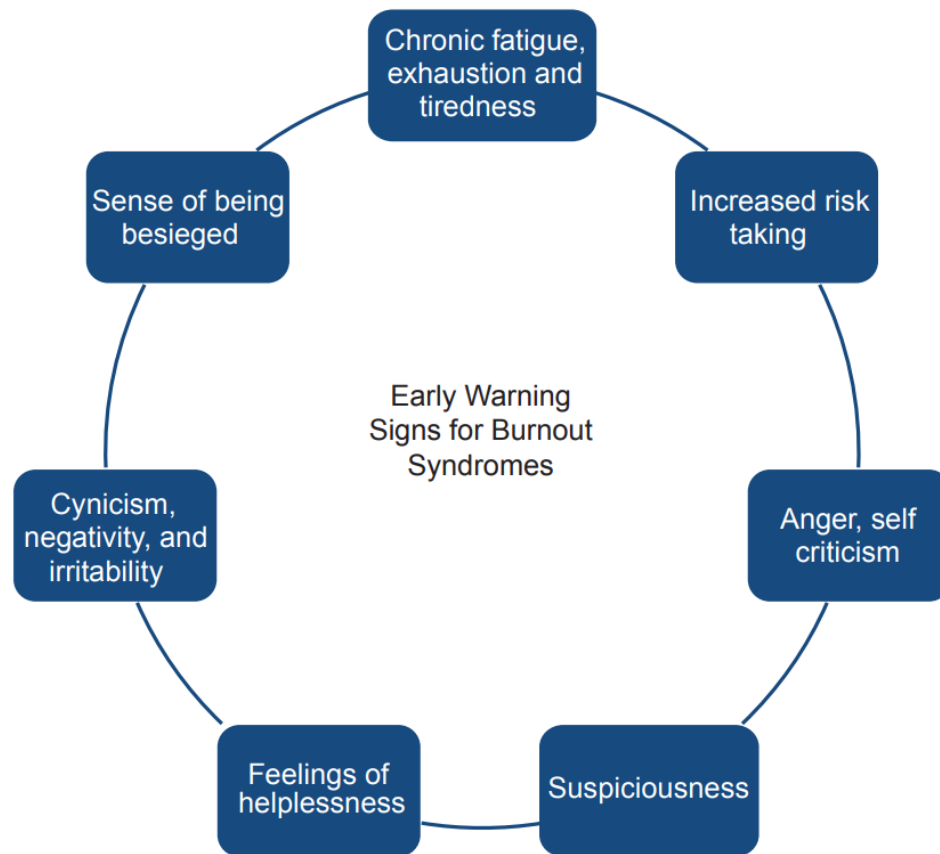 Chronic fatigue,
exhaustion and
tiredness
Increased risk
taking
Anger, self
criticism
Suspiciousness
Feelings of
helplessness
Cynicism,
negativity, and
irritability
Sense of being
besieged
Early Warning
Signs for Burnout
Syndromes